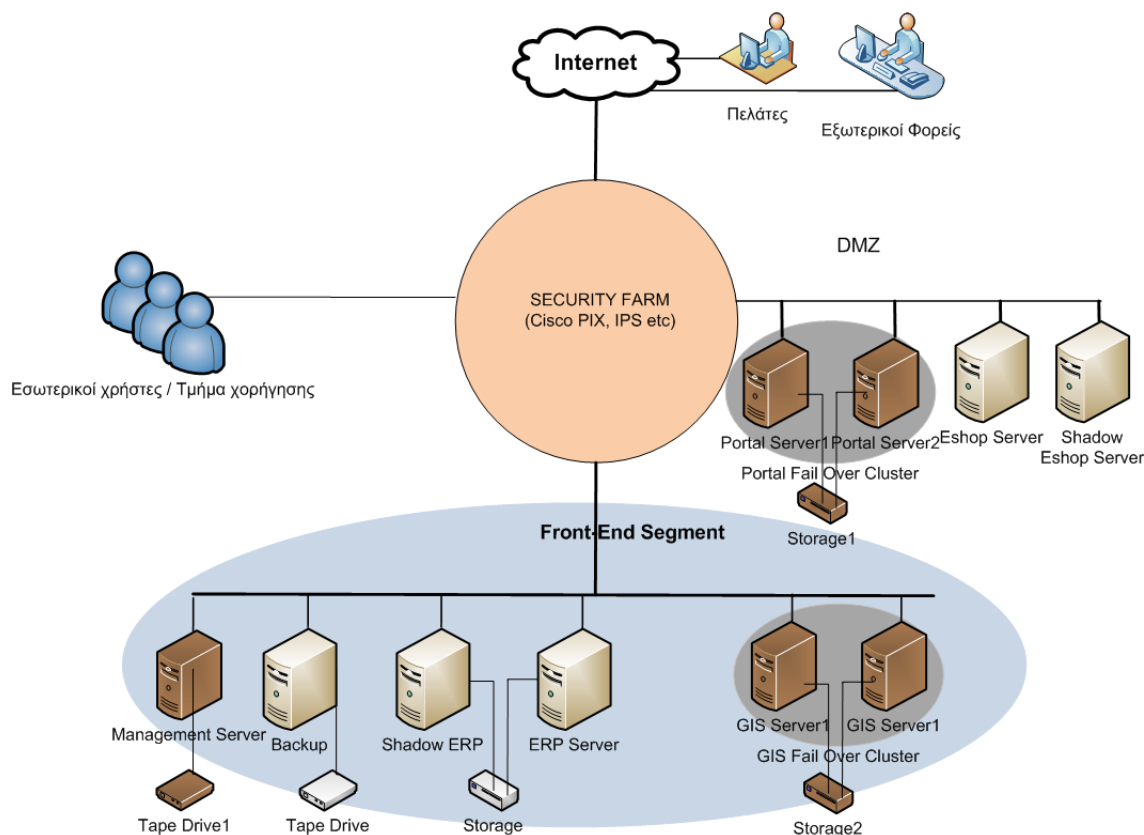 Internet
Πελάτες
Εξωτερικοί Φορείς
DMZ
SECURITY FARM
(Cisco PIX, IPS etc)
Εσωτερικοί χρήστες / Τμήμα χορήγησης
Portal Server1
Portal Server2
Eshop Server
Shadow
Eshop Server
Portal Fail Over Cluster
Storage1
Front-End Segment
Management Server
Backup
Shadow ERP
ERP Server
GIS Server1
GIS Server1
GIS Fail Over Cluster
Tape Drive1
Tape Drive
Storage
Storage2